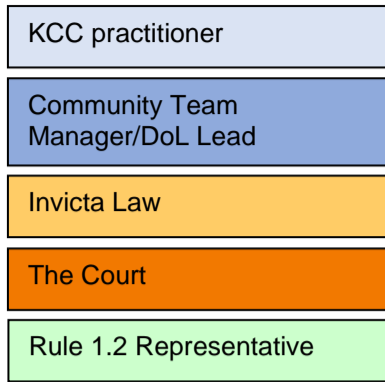 KCC practitioner
Community Team
Manager/DoL Lead
Invicta Law
The Court
Rule 1.2 Representative